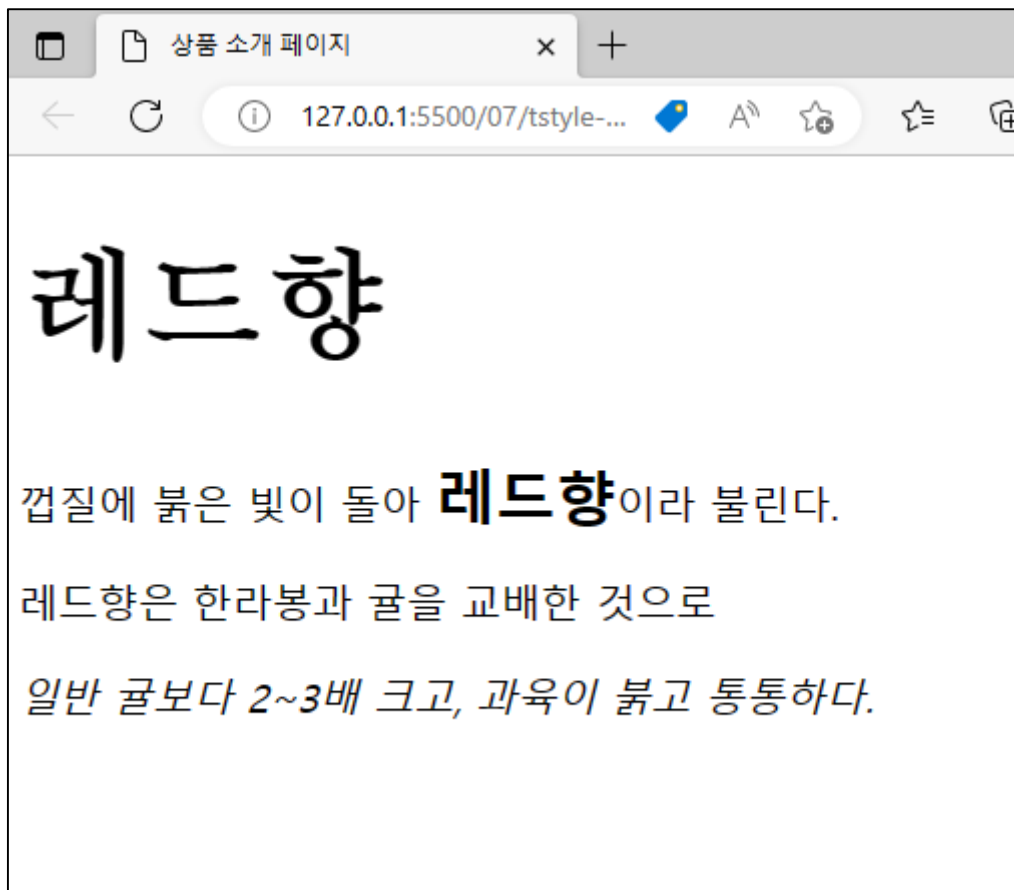 상품 소개 페이지
127.0.0.1:5500/07/tstyle-...
레드향
껍질에 붉은 빛이 돌아 레드향이라 불린다.
레드향은 한라봉과 귤을 교배한 것으로
일반 귤보다 2~3배 크고, 과육이 붉고 통통하다.